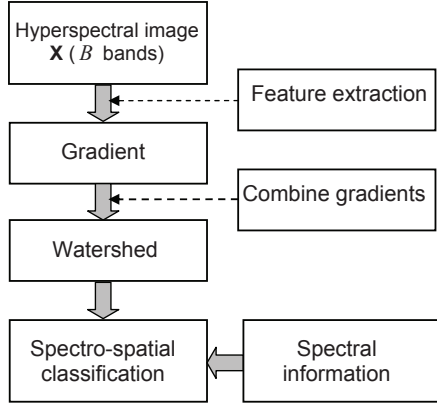 Hyperspectral image
X ( B bands)
Feature extraction
Gradient
Combine gradients
Watershed
Spectro-spatial
classification
Spectral
information